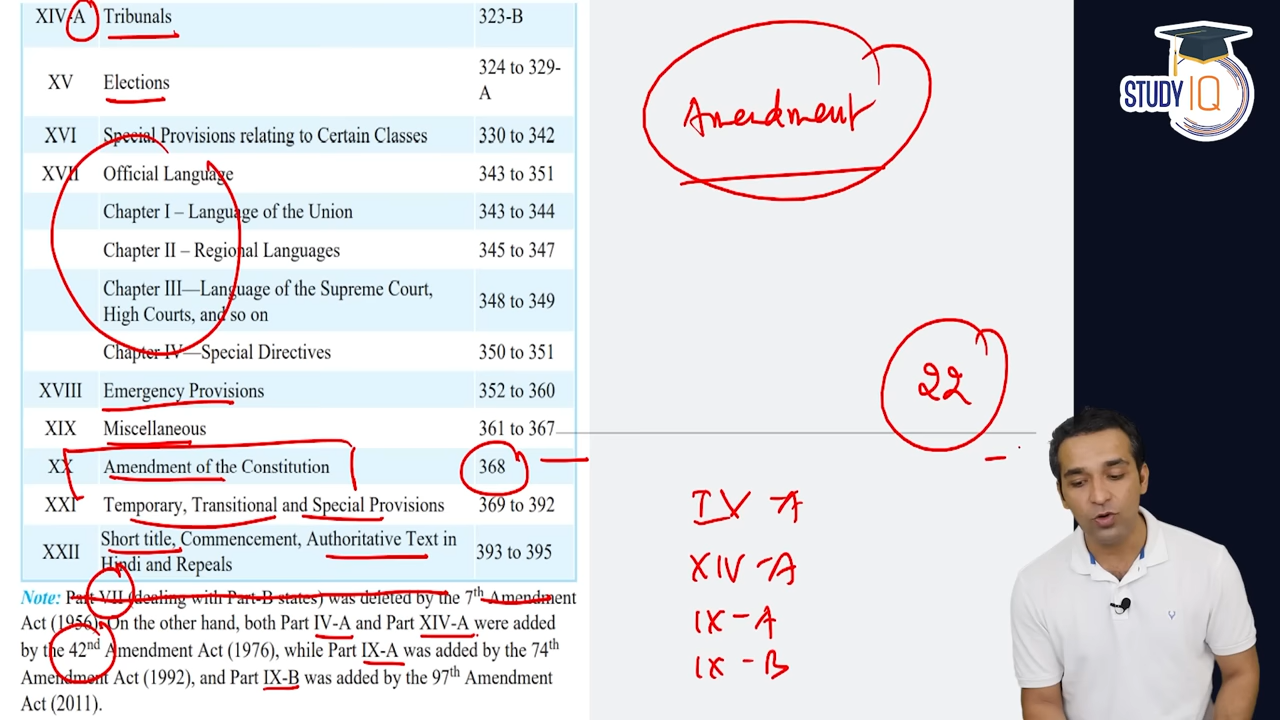 XIV-A Tribunals 323-B
XV Elections 324 to 329-
A
XVI Special Provisions relating to Certain Classes 330 to 342
XVII Official Language 343 to 351
Chapter I – Language of the Union 343 to 344
Chapter II – Regional Languages 345 to 347
Chapter III—Language of the Supreme Court,
High Courts, and so on 348 to 349
Chapter IV—Special Directives 350 to 351
XVIII Emergency Provisions 352 to 360
XIX Miscellaneous 361 to 367
XX Amendment of the Constitution 368
XXI Temporary, Transitional and Special Provisions 369 to 392
XXII Short title, Commencement, Authoritative Text in
Hindi and Repeals 393 to 395
Note: Part VII (dealing with Part-B states) was deleted by the 7th Amendment
Act (1956). On the other hand, both Part IV-A and Part XIV-A were added
by the 42nd Amendment Act (1976), while Part IX-A was added by the 74th
Amendment Act (1992), and Part IX-B was added by the 97th Amendment
Act (2011).
Amendment
22
IV -A
XIV -A
IX - A
IX - B
STUDY IQ